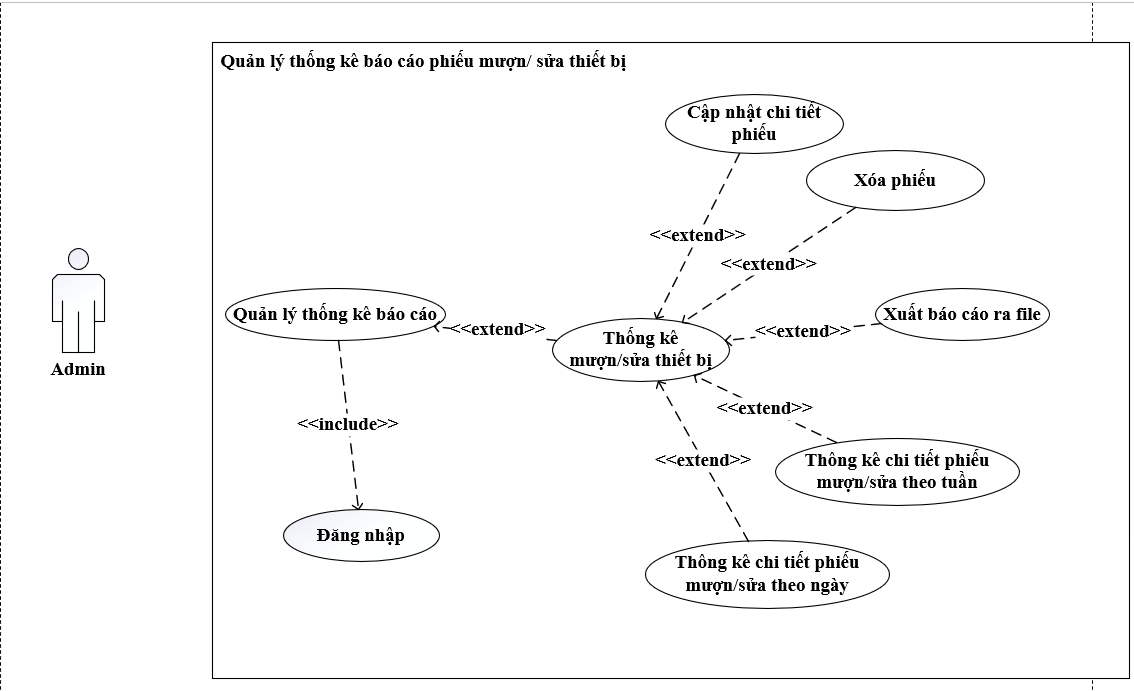 Quản lý thống kê báo cáo phiếu mượn/ sửa thiết bị
Cập nhật chi tiết
phiếu
Xóa phiếu
<<extend>>
<<extend>>
Quản lý thống kê báo cáo
<<extend>>
Thống kê
mượn/sửa thiết bị
<<extend>>
Xuất báo cáo ra file
Admin
<<include>>
<<extend>>
<<extend>>
Thông kê chi tiết phiếu
mượn/sửa theo tuần
Đăng nhập
Thông kê chi tiết phiếu
mượn/sửa theo ngày